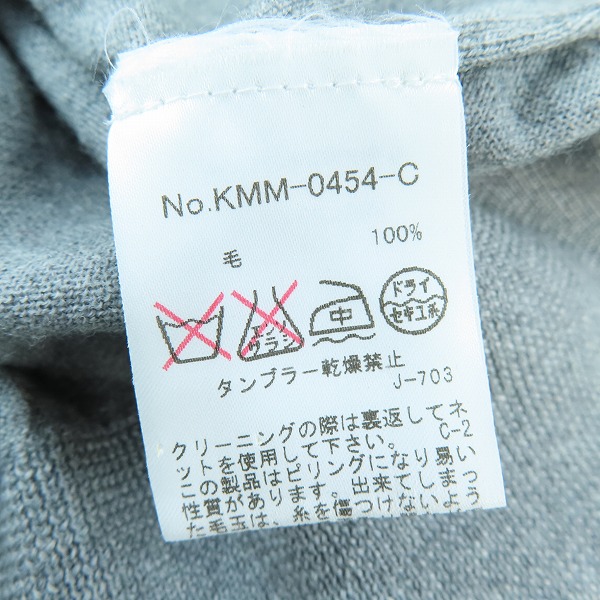 No.KMM-0454-C
毛 100%
エンソ サラシ 中 ドライ セキユ系
タンブラー乾燥禁止
J-703
クリーニングの際は裏返してネ
ットを使用して下さい。 C-2
この製品はピリングになり易い
性質があります。出来てしまっ
た毛玉は、糸を傷つけないよう